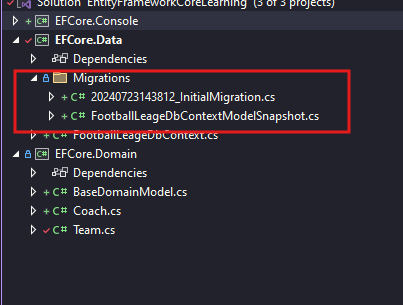 Solution 'EntityFrameworkCoreLearning' (3 of 3 projects)
EFCore.Console
EFCore.Data
Dependencies
Migrations
C# 20240723143812_InitialMigration.cs
C# FootballLeageDbContextModelSnapshot.cs
C# FootballLeageDbContext.cs
EFCore.Domain
Dependencies
C# BaseDomainModel.cs
C# Coach.cs
C# Team.cs